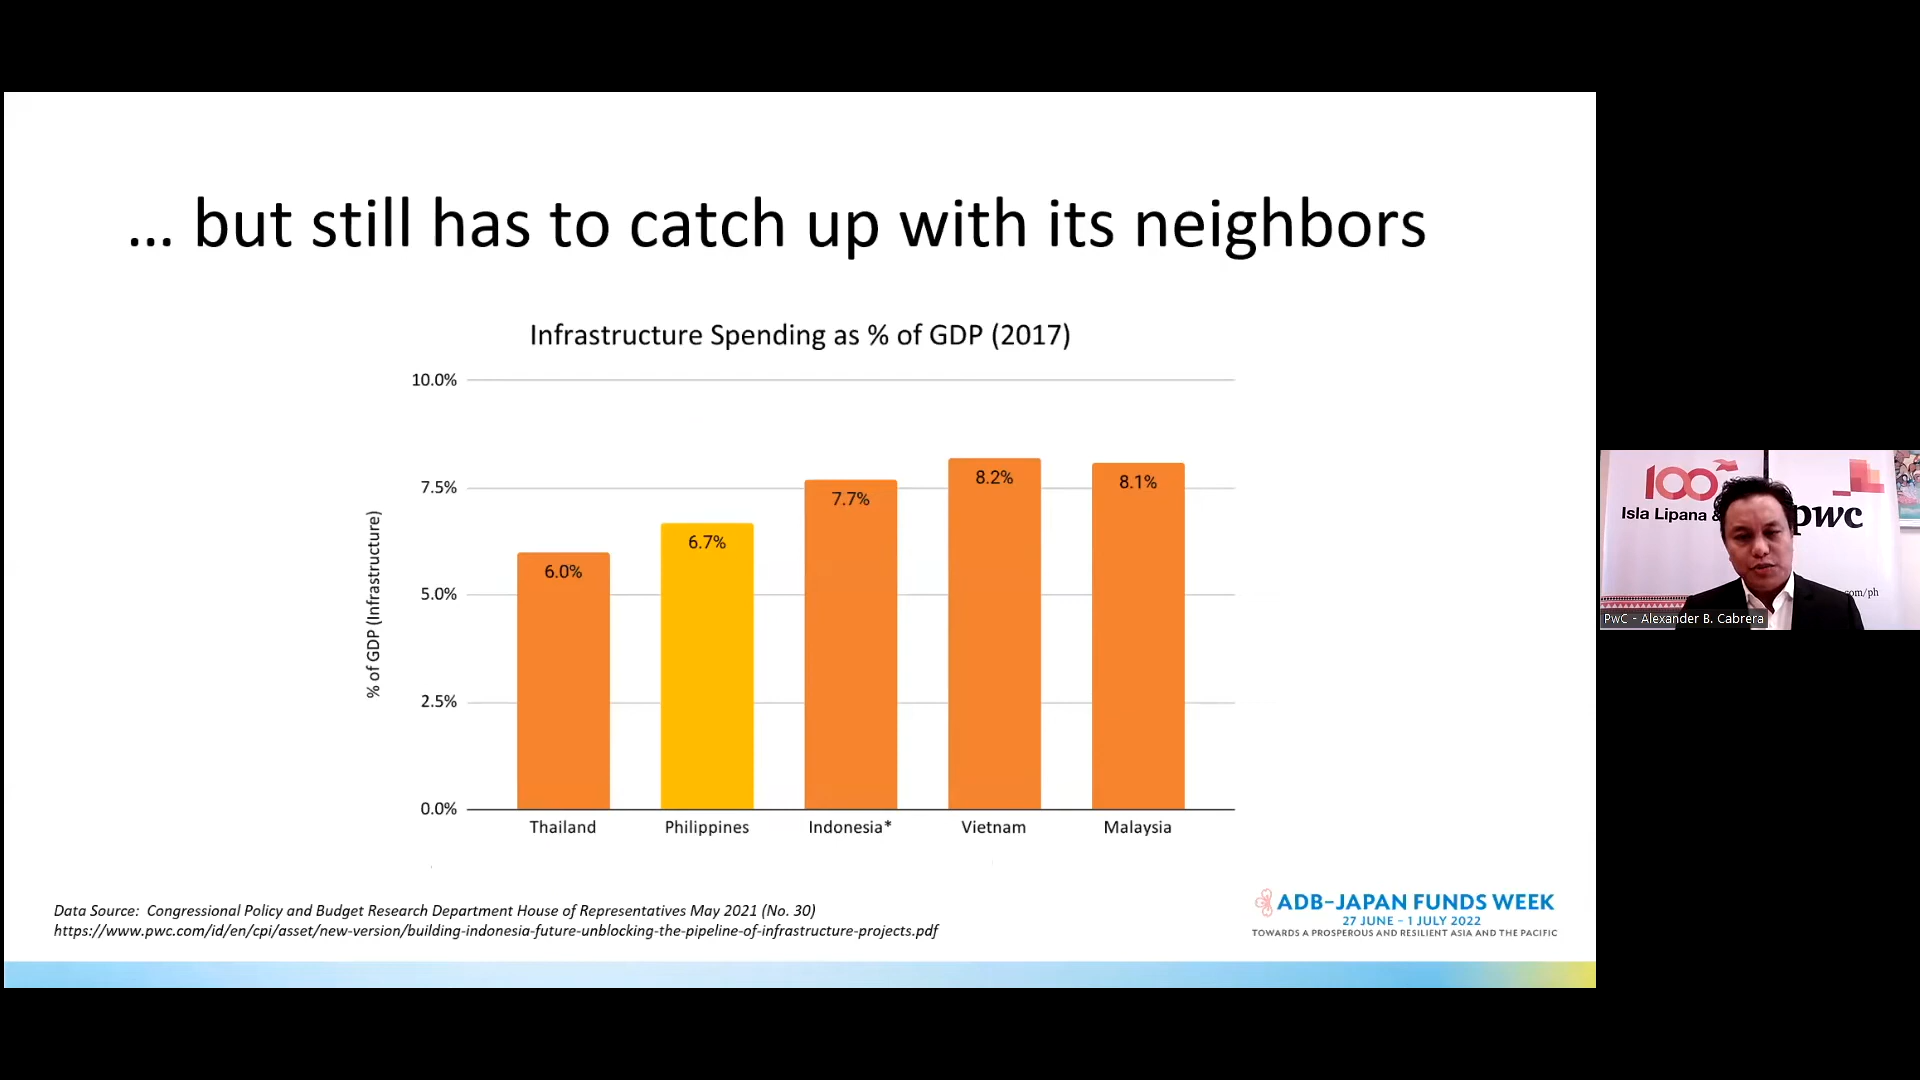 ... but still has to catch up with its neighbors
Infrastructure Spending as % of GDP (2017)
% of GDP (Infrastructure)
10.0%
7.5%
5.0%
2.5%
0.0%
6.0%
6.7%
7.7%
8.2%
8.1%
Thailand
Philippines
Indonesia*
Vietnam
Malaysia
Data Source: Congressional Policy and Budget Research Department House of Representatives May 2021 (No. 30)
https://www.pwc.com/id/en/cpi/asset/new-version/building-indonesia-future-unblocking-the-pipeline-of-infrastructure-projects.pdf
ADB-JAPAN FUNDS WEEK
27 JUNE – 1 JULY 2022
TOWARDS A PROSPEROUS AND RESILIENT ASIA AND THE PACIFIC
100
Isla Lipana &
pwc
com/ph
PwC - Alexander B. Cabrera